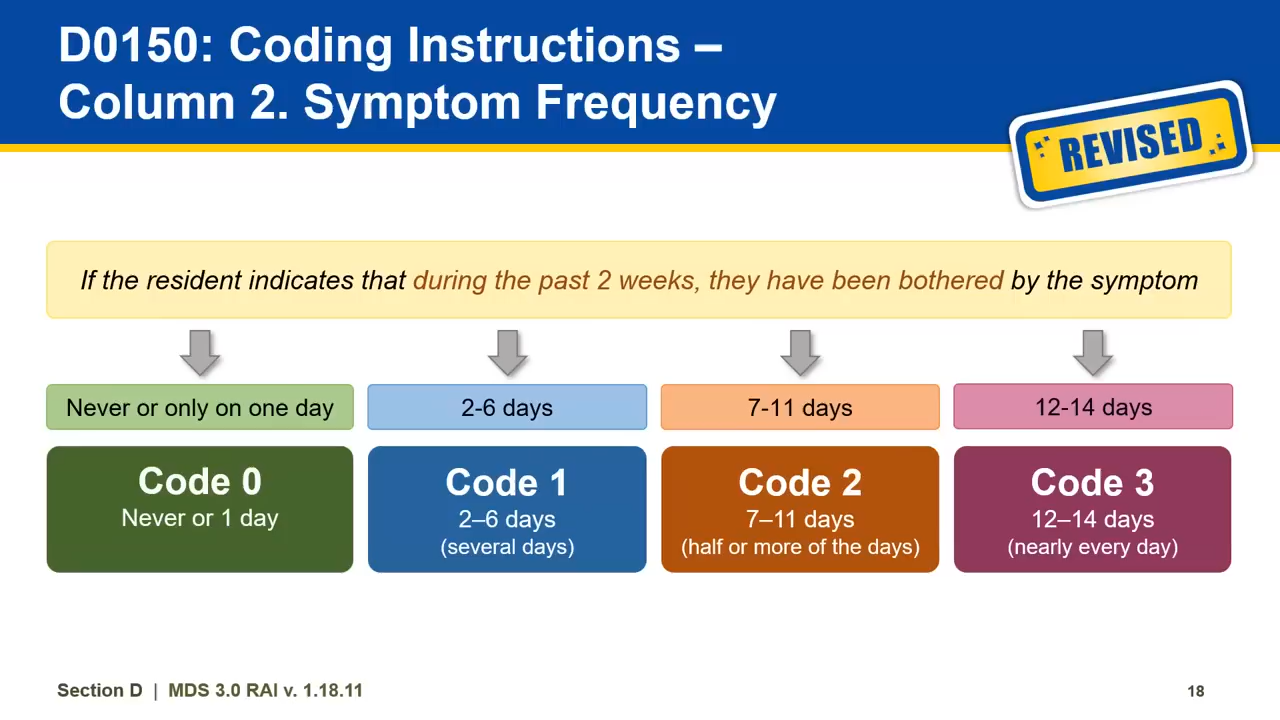 D0150: Coding Instructions –
Column 2. Symptom Frequency
REVISED
If the resident indicates that during the past 2 weeks, they have been bothered by the symptom
Never or only on one day
2-6 days
7-11 days
12-14 days
Code 0
Never or 1 day
Code 1
2–6 days
(several days)
Code 2
7–11 days
(half or more of the days)
Code 3
12–14 days
(nearly every day)
Section D | MDS 3.0 RAI v. 1.18.11
18